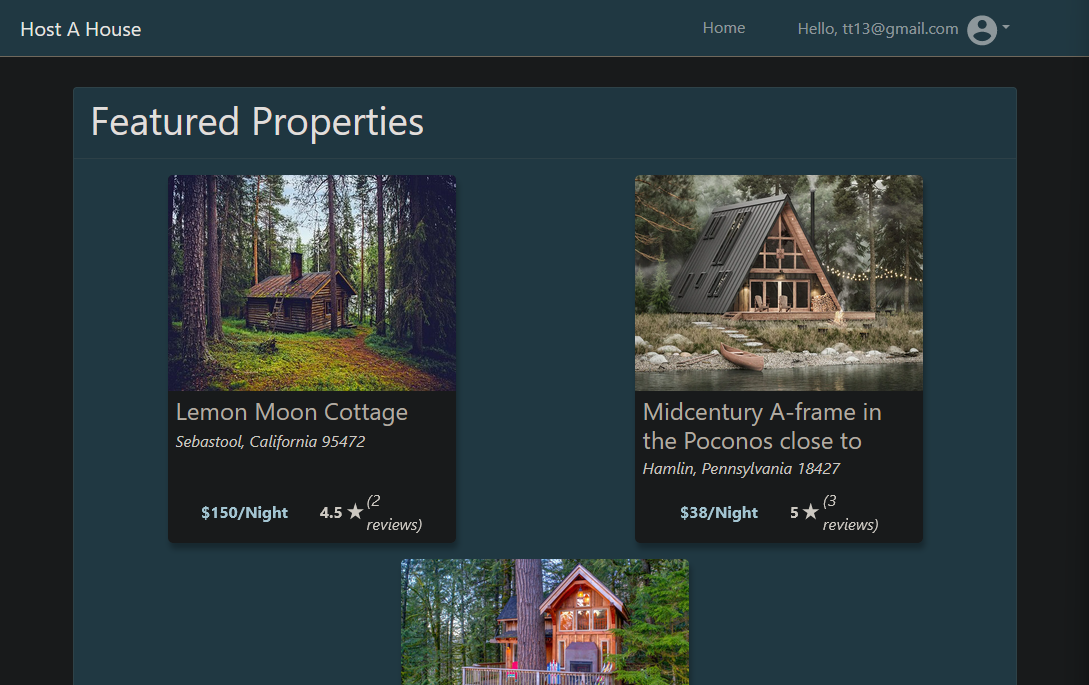 Host A House
Home
Hello, tt13@gmail.com
Featured Properties
Lemon Moon Cottage
Sebastool, California 95472
$150/Night
4.5 ★ (2
reviews)
Midcentury A-frame in
the Poconos close to
Hamlin, Pennsylvania 18427
$38/Night
5 ★ (3
reviews)